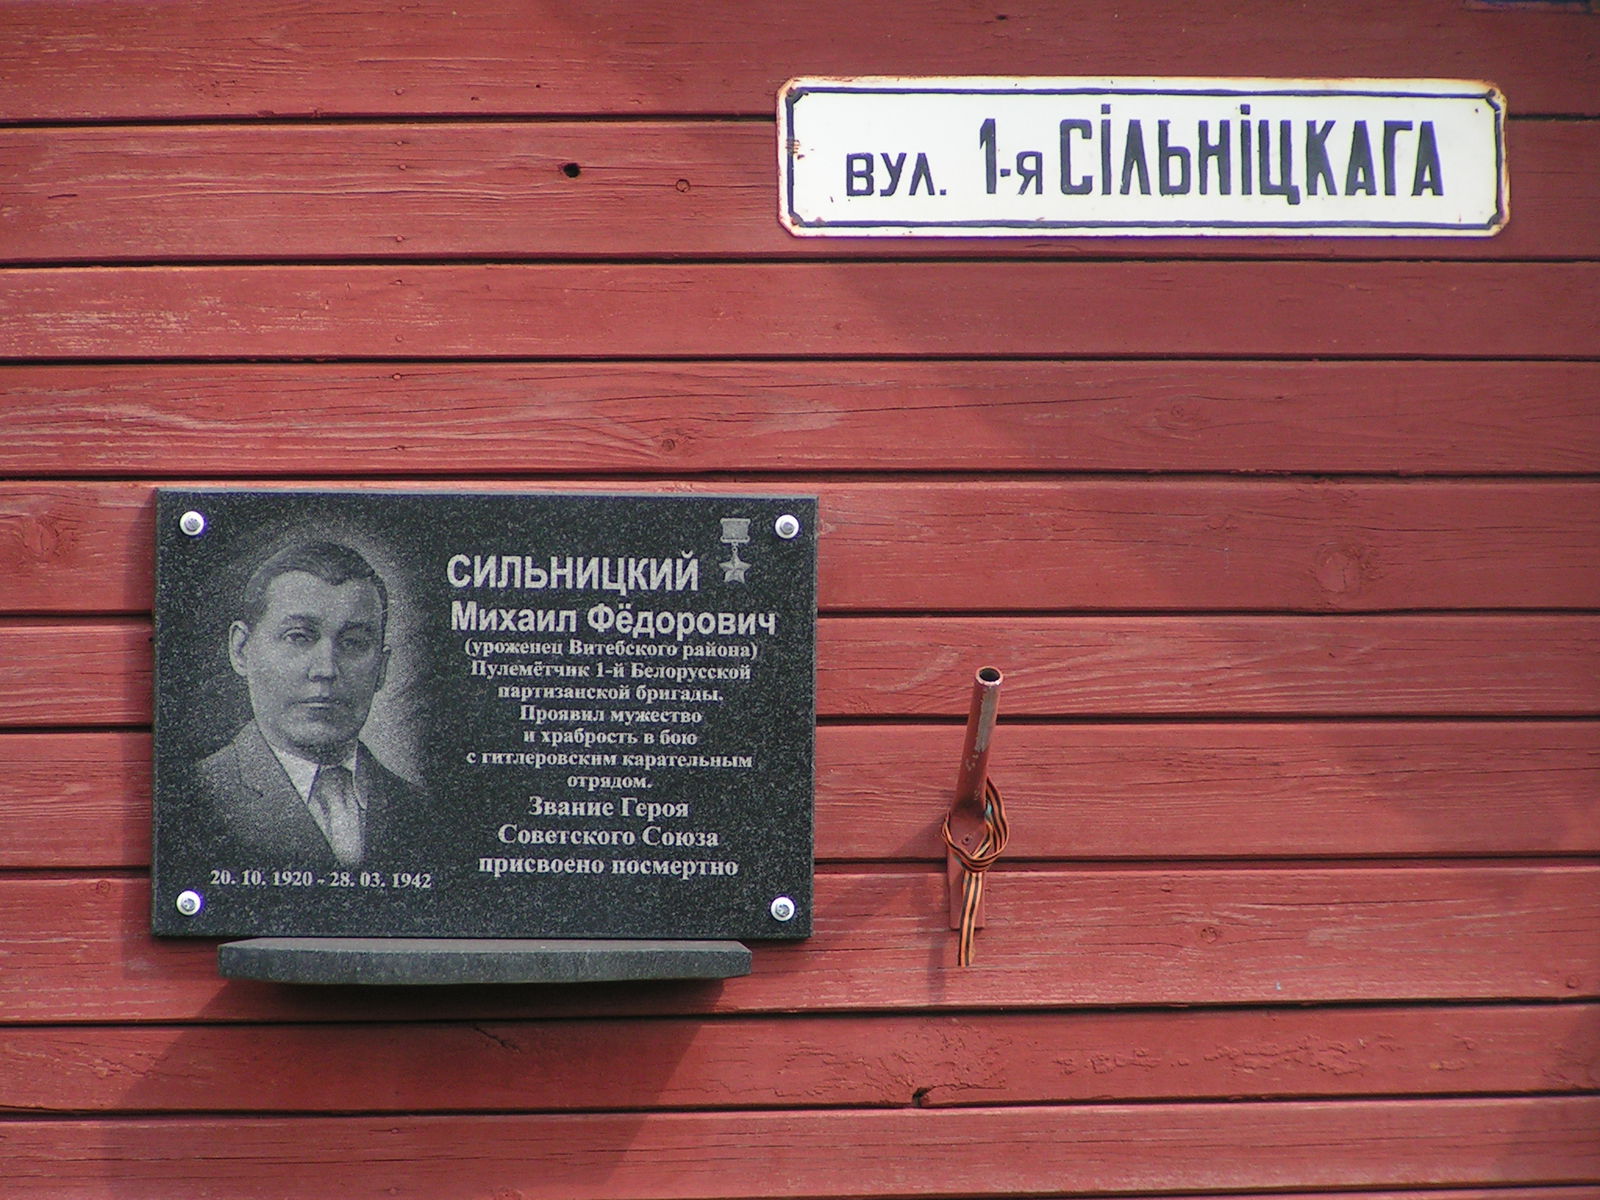 вул. 1-я СІЛЬНІЦКАГА
СИЛЬНИЦКИЙ
Михаил Фёдорович
(уроженец Витебского района)
Пулемётчик 1-й Белорусской
партизанской бригады.
Проявил мужество
и храбрость в бою
с гитлеровским карательным
отрядом.
Звание Героя
Советского Союза
присвоено посмертно
20. 10. 1920 - 28. 03. 1942